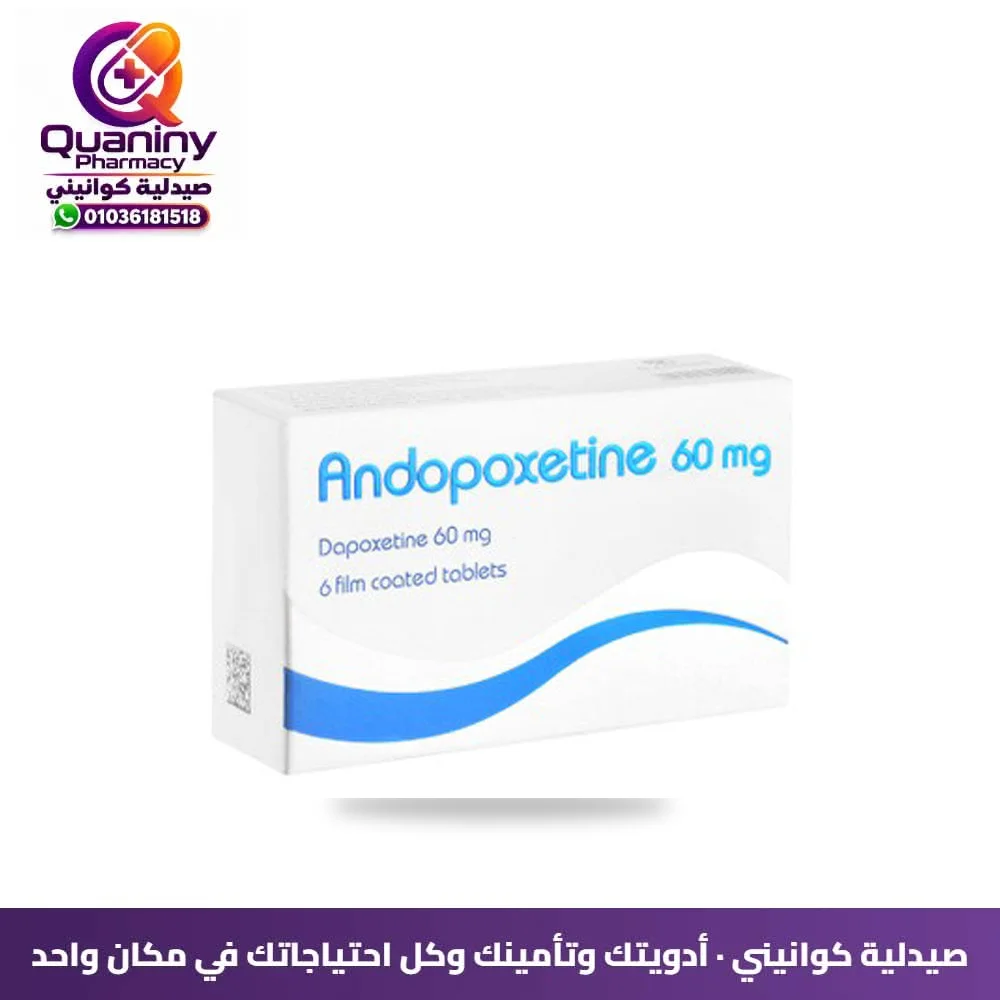 Quaniny
Pharmacy
صيدلية كوانيني
01036181518
Andopoxetine 60 mg
Dapoxetine 60 mg
6 film coated tablets
صيدلية كوانيني . أدويتك وتأمينك وكل احتياجاتك في مكان واحد